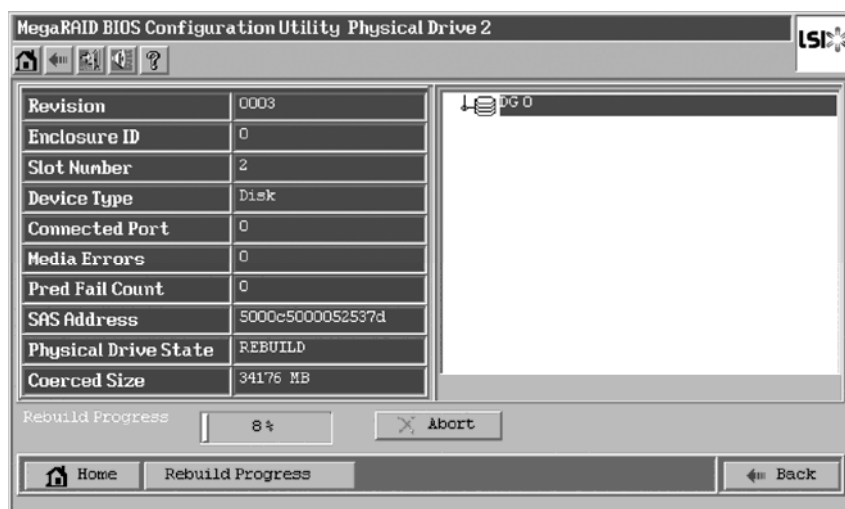 MegaRAID BIOS Configuration Utility Physical Drive 2
LSI
Revision 0003
Enclosure ID 0
Slot Number 2
Device Type Disk
Connected Port 0
Media Errors 0
Pred Fail Count 0
SAS Address 5000c5000052537d
Physical Drive State REBUILD
Coerced Size 34176 MB
DG 0
Rebuild Progress 8% Abort
Home Rebuild Progress Back